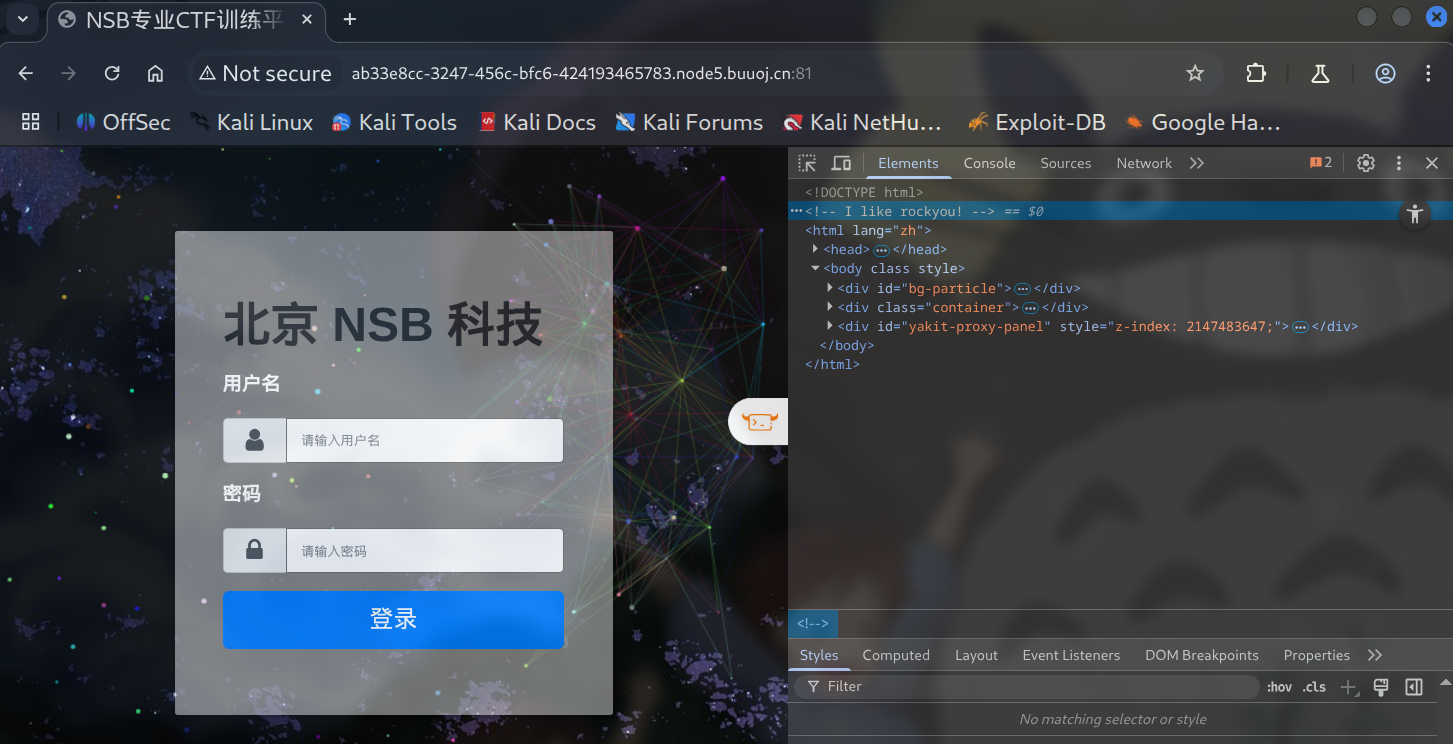 NSB专业CTF训练平
Not secure ab33e8cc-3247-456c-bfc6-424193465783.node5.buuoj.cn:81
OffSec Kali Linux Kali Tools Kali Docs Kali Forums Kali NetHu… Exploit-DB Google Ha…
Elements Console Sources Network 2
<!DOCTYPE html>
<!-- I like rockyou! --> == $0
<html lang="zh">
<head></head>
<body class style>
<div id="bg-particle"></div>
<div class="container"></div>
<div id="yakit-proxy-panel" style="z-index: 2147483647;"></div>
</body>
</html>
北京 NSB 科技
用户名
请输入用户名
密码
请输入密码
登录
<!-->
Styles Computed Layout Event Listeners DOM Breakpoints Properties
Filter :hov .cls
No matching selector or style